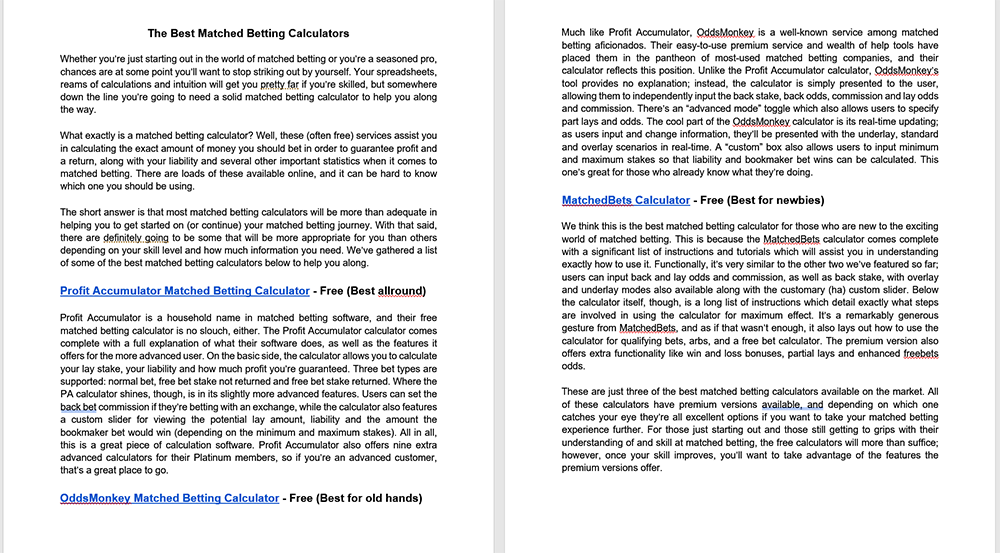 The Best Matched Betting Calculators
Whether you're just starting out in the world of matched betting or you're a seasoned pro,
chances are at some point you'll want to stop striking out by yourself. Your spreadsheets,
reams of calculations and intuition will get you pretty far if you're skilled, but somewhere
down the line you're going to need a solid matched betting calculator to help you along
the way.
What exactly is a matched betting calculator? Well, these (often free) services assist you
in calculating the exact amount of money you should bet in order to guarantee profit and
a return, along with your liability and several other important statistics when it comes to
matched betting. There are loads of these available online, and it can be hard to know
which one you should be using.
The short answer is that most matched betting calculators will be more than adequate in
helping you to get started on (or continue) your matched betting journey. With that said,
there are definitely going to be some that will be more appropriate for you than others
depending on your skill level and how much information you need. We've gathered a list
of some of the best matched betting calculators below to help you along.
Profit Accumulator Matched Betting Calculator - Free (Best allround)
Profit Accumulator is a household name in matched betting software, and their free
matched betting calculator is no slouch, either. The Profit Accumulator calculator comes
complete with a full explanation of what their software does, as well as the features it
offers for the more advanced user. On the basic side, the calculator allows you to calculate
your lay stake, your liability and how much profit you're guaranteed. Three bet types are
supported: normal bet, free bet stake not returned and free bet stake returned. Where the
PA calculator shines, though, is in its slightly more advanced features. Users can set the
back bet commission if they're betting with an exchange, while the calculator also features
a custom slider for viewing the potential lay amount, liability and the amount the
bookmaker bet would win (depending on the minimum and maximum stakes). All in all,
this is a great piece of calculation software. Profit Accumulator also offers nine extra
advanced calculators for their Platinum members, so if you're an advanced customer,
that's a great place to go.
OddsMonkey Matched Betting Calculator - Free (Best for old hands)
Much like Profit Accumulator, OddsMonkey is a well-known service among matched
betting aficionados. Their easy-to-use premium service and wealth of help tools have
placed them in the pantheon of most-used matched betting companies, and their
calculator reflects this position. Unlike the Profit Accumulator calculator, OddsMonkey's
tool provides no explanation; instead, the calculator is simply presented to the user,
allowing them to independently input the back stake, back odds, commission and lay odds
and commission. There's an “advanced mode” toggle which also allows users to specify
part lays and odds. The cool part of the OddsMonkey calculator is its real-time updating;
as users input and change information, they'll be presented with the underlay, standard
and overlay scenarios in real-time. A “custom” box also allows users to input minimum
and maximum stakes so that liability and bookmaker bet wins can be calculated. This
one's great for those who already know what they're doing.
MatchedBets Calculator - Free (Best for newbies)
We think this is the best matched betting calculator for those who are new to the exciting
world of matched betting. This is because the MatchedBets calculator comes complete
with a significant list of instructions and tutorials which will assist you in understanding
exactly how to use it. Functionally, it's very similar to the other two we've featured so far;
users can input back and lay odds and commission, as well as back stake, with overlay
and underlay modes also available along with the customary (ha) custom slider. Below
the calculator itself, though, is a long list of instructions which detail exactly what steps
are involved in using the calculator for maximum effect. It's a remarkably generous
gesture from MatchedBets, and as if that wasn't enough, it also lays out how to use the
calculator for qualifying bets, arbs, and a free bet calculator. The premium version also
offers extra functionality like win and loss bonuses, partial lays and enhanced freebets
odds.
These are just three of the best matched betting calculators available on the market. All
of these calculators have premium versions available, and depending on which one
catches your eye they're all excellent options if you want to take your matched betting
experience further. For those just starting out and those still getting to grips with their
understanding of and skill at matched betting, the free calculators will more than suffice;
however, once your skill improves, you'll want to take advantage of the features the
premium versions offer.